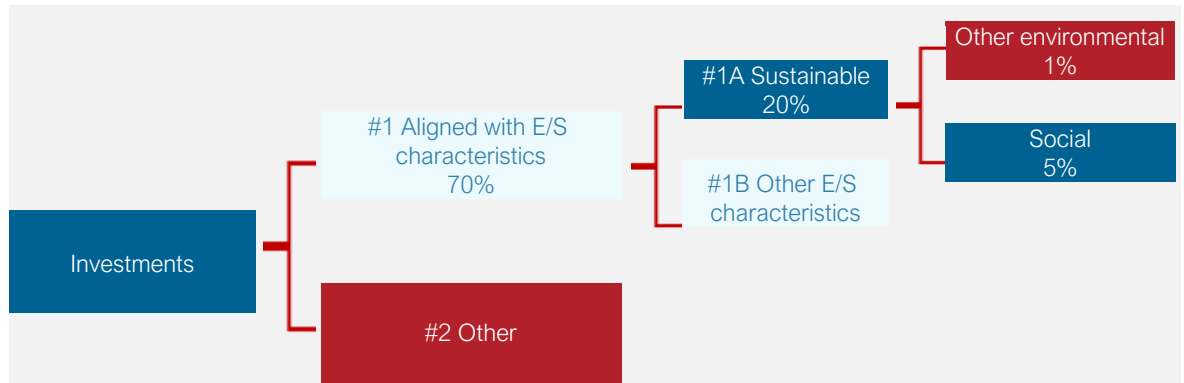 Investments
#1 Aligned with E/S
characteristics
70%
#2 Other
#1A Sustainable
20%
#1B Other E/S
characteristics
Other environmental
1%
Social
5%